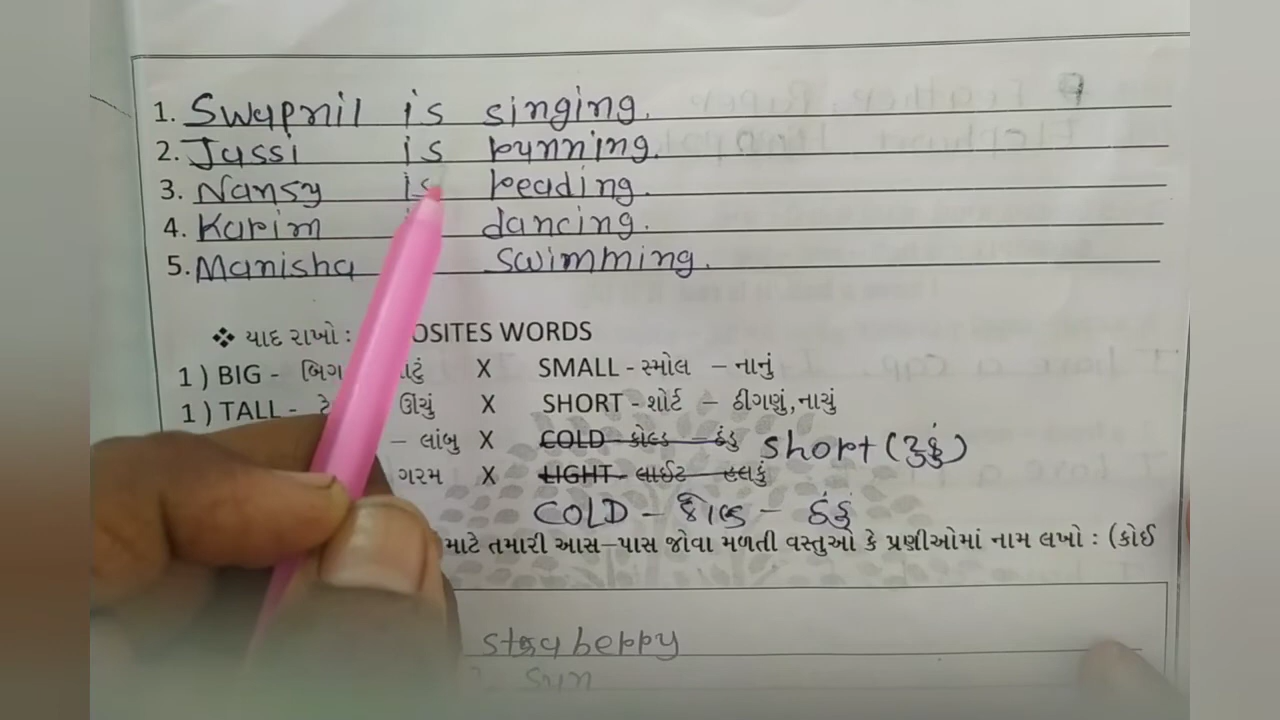 1. Swapnil is singing.
2. Jassi is running.
3. Nansy is reading.
4. Karim dancing.
5. Manisha swimming.
❖ યાદ રાખો : OSITES WORDS
1 ) BIG - બિગ ટું X SMALL - સ્મોલ – નાનું
1 ) TALL - ટે ઊંચું X SHORT - શોર્ટ – ઠીંગણું,નાચું
– લાંબુ X COLD - કોલ્ડ – ઠંડુ short (ટુકું)
ગરમ X LIGHT- લાઈટ – હલકું
COLD – કોલ્ડ – ઠંડું
માટે તમારી આસ–પાસ જોવા મળતી વસ્તુઓ કે પ્રણીઓમાં નામ લખો : (કોઈ
sun